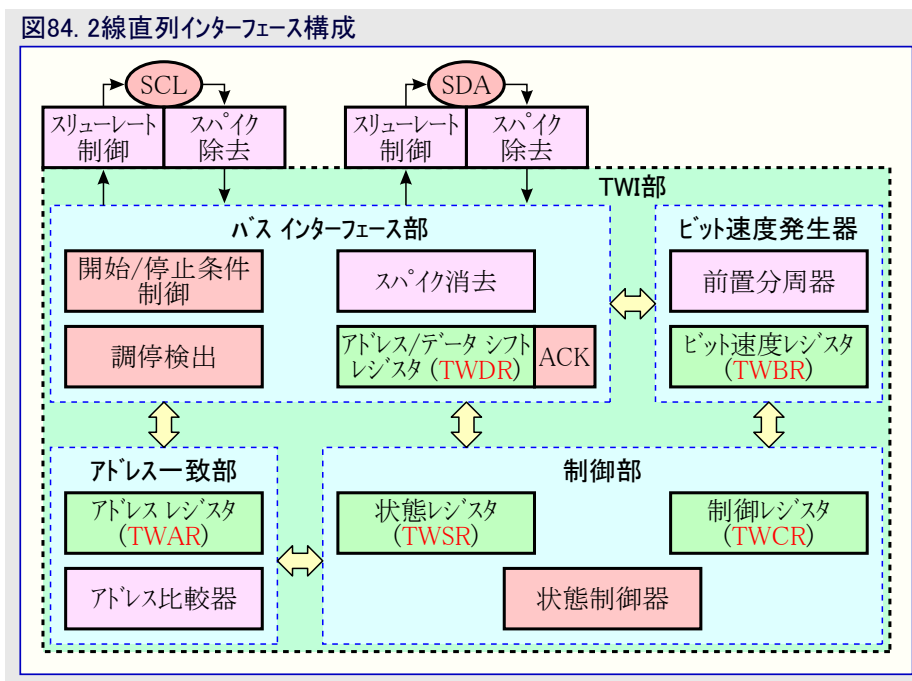 図84. 2線直列インターフェース構成
SCL
SDA
スリューレート
制御
スパイク
除去
スリューレート
制御
スパイク
除去
TWI部
バス インターフェース部
ビット速度発生器
開始/停止条件
制御
スパイク消去
前置分周器
調停検出
アドレス/データ シフト
レジスタ (TWDR)
ACK
ビット速度レジスタ
(TWBR)
アドレス一致部
制御部
アドレス レジスタ
(TWAR)
状態レジスタ
(TWSR)
制御レジスタ
(TWCR)
アドレス比較器
状態制御器